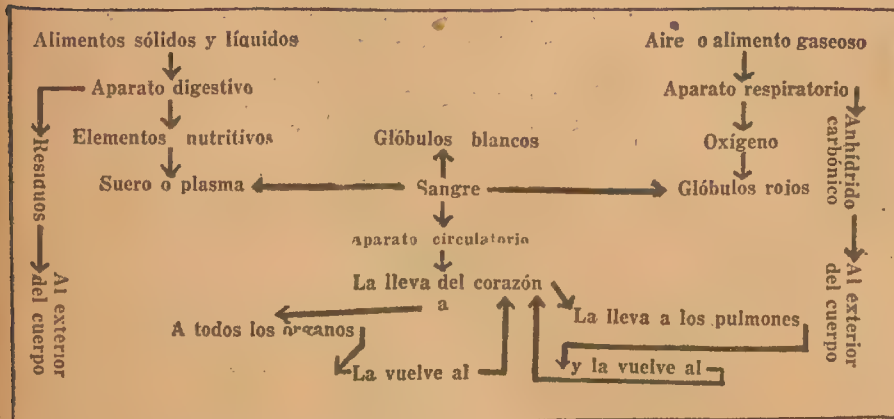 Alimentos sólidos y líquidos
Aire o alimento gaseoso
Aparato digestivo
Aparato respiratorio
Elementos nutritivos
Glóbulos blancos
Oxígeno
Suero o plasma
Sangre
Glóbulos rojos
Residuos
Anhídrido
carbónico
aparato circulatorio
La lleva del corazón
a
Al exterior
del cuerpo
A todos los órganos
La lleva a los pulmones
Al exterior
del cuerpo
La vuelve al
y la vuelve al